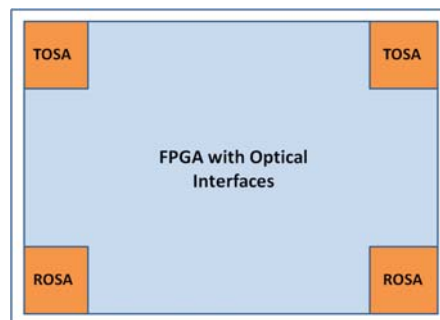 TOSA
TOSA
FPGA with Optical
Interfaces
ROSA
ROSA